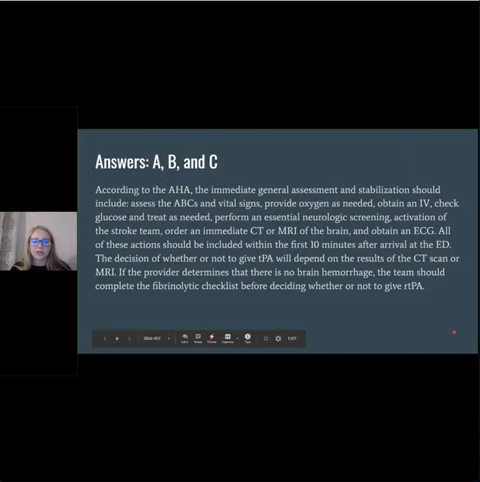 Answers: A, B, and C
According to the AHA, the immediate general assessment and stabilization should
include: assess the ABCs and vital signs, provide oxygen as needed, obtain an IV, check
glucose and treat as needed, perform an essential neurologic screening, activation of
the stroke team, order an immediate CT or MRI of the brain, and obtain an ECG. All
of these actions should be included within the first 10 minutes after arrival at the ED.
The decision of whether or not to give tPA will depend on the results of the CT scan or
MRI. If the provider determines that there is no brain hemorrhage, the team should
complete the fibrinolytic checklist before deciding whether or not to give rtPA.
EXIT